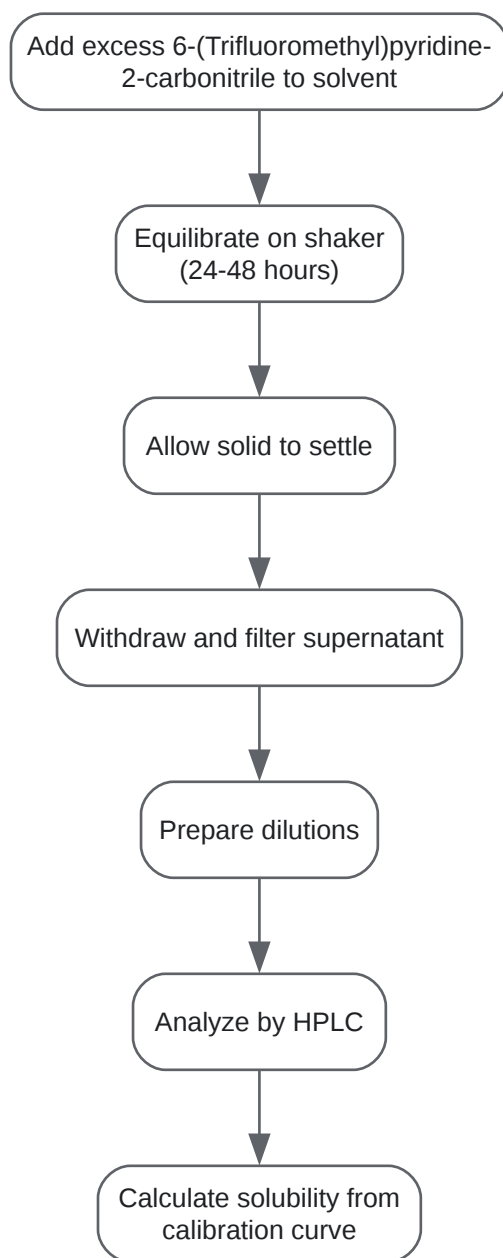 Add excess 6-(Trifluoromethyl)pyridine-
2-carbonitrile to solvent
Equilibrate on shaker
(24-48 hours)
Allow solid to settle
Withdraw and filter supernatant
Prepare dilutions
Analyze by HPLC
Calculate solubility from
calibration curve